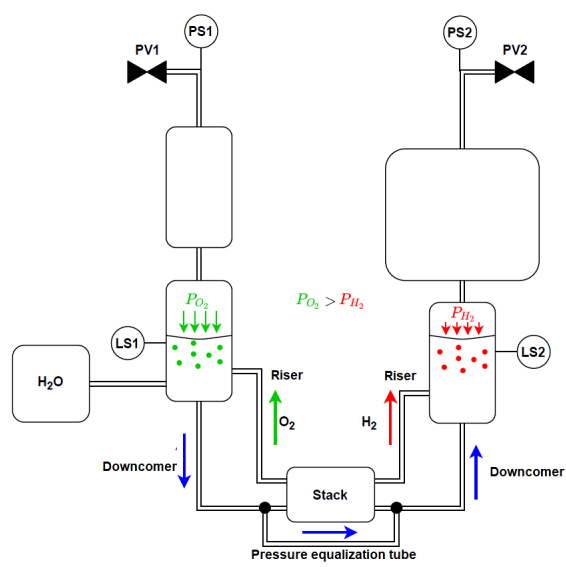 PS1
PS2
PV1
PV2
P_{O_2}
P_{O_2} > P_{H_2}
P_{H_2}
LS1
LS2
H₂O
Riser
Riser
O₂
H₂
Downcomer
Downcomer
Stack
Pressure equalization tube